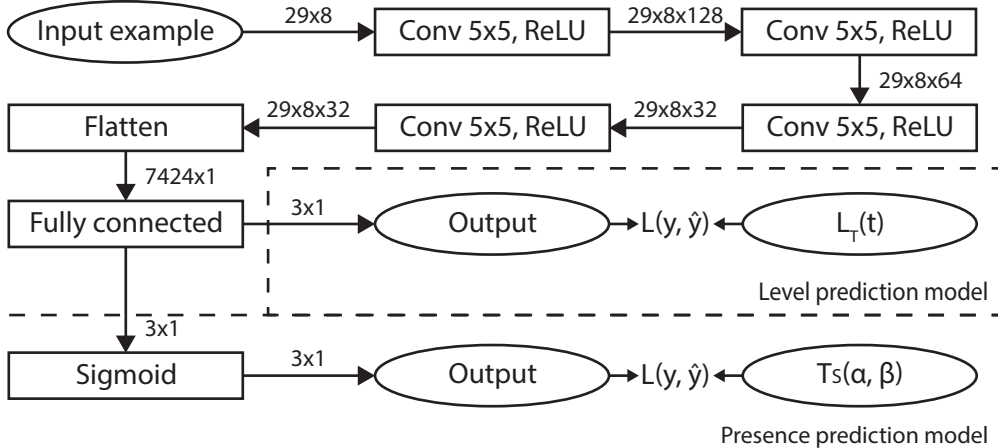 Input example
29x8
Conv 5x5, ReLU
29x8x128
Conv 5x5, ReLU
29x8x64
Conv 5x5, ReLU
29x8x32
Conv 5x5, ReLU
29x8x32
Flatten
7424x1
Fully connected
3x1
Output
L(y, ŷ)
L_T(t)
Level prediction model
3x1
Sigmoid
3x1
Output
L(y, ŷ)
Ts(α, β)
Presence prediction model